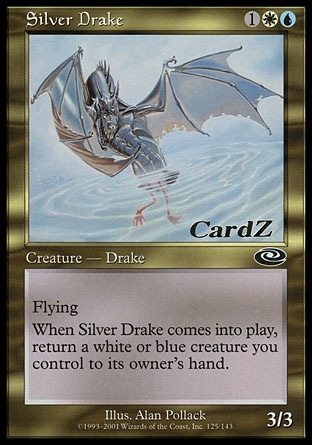 Silver Drake 1
CardZ
Creature — Drake
Flying
When Silver Drake comes into play,
return a white or blue creature you
control to its owner's hand.
Illus. Alan Pollack
©1993–2001 Wizards of the Coast, Inc. 125/143
3/3